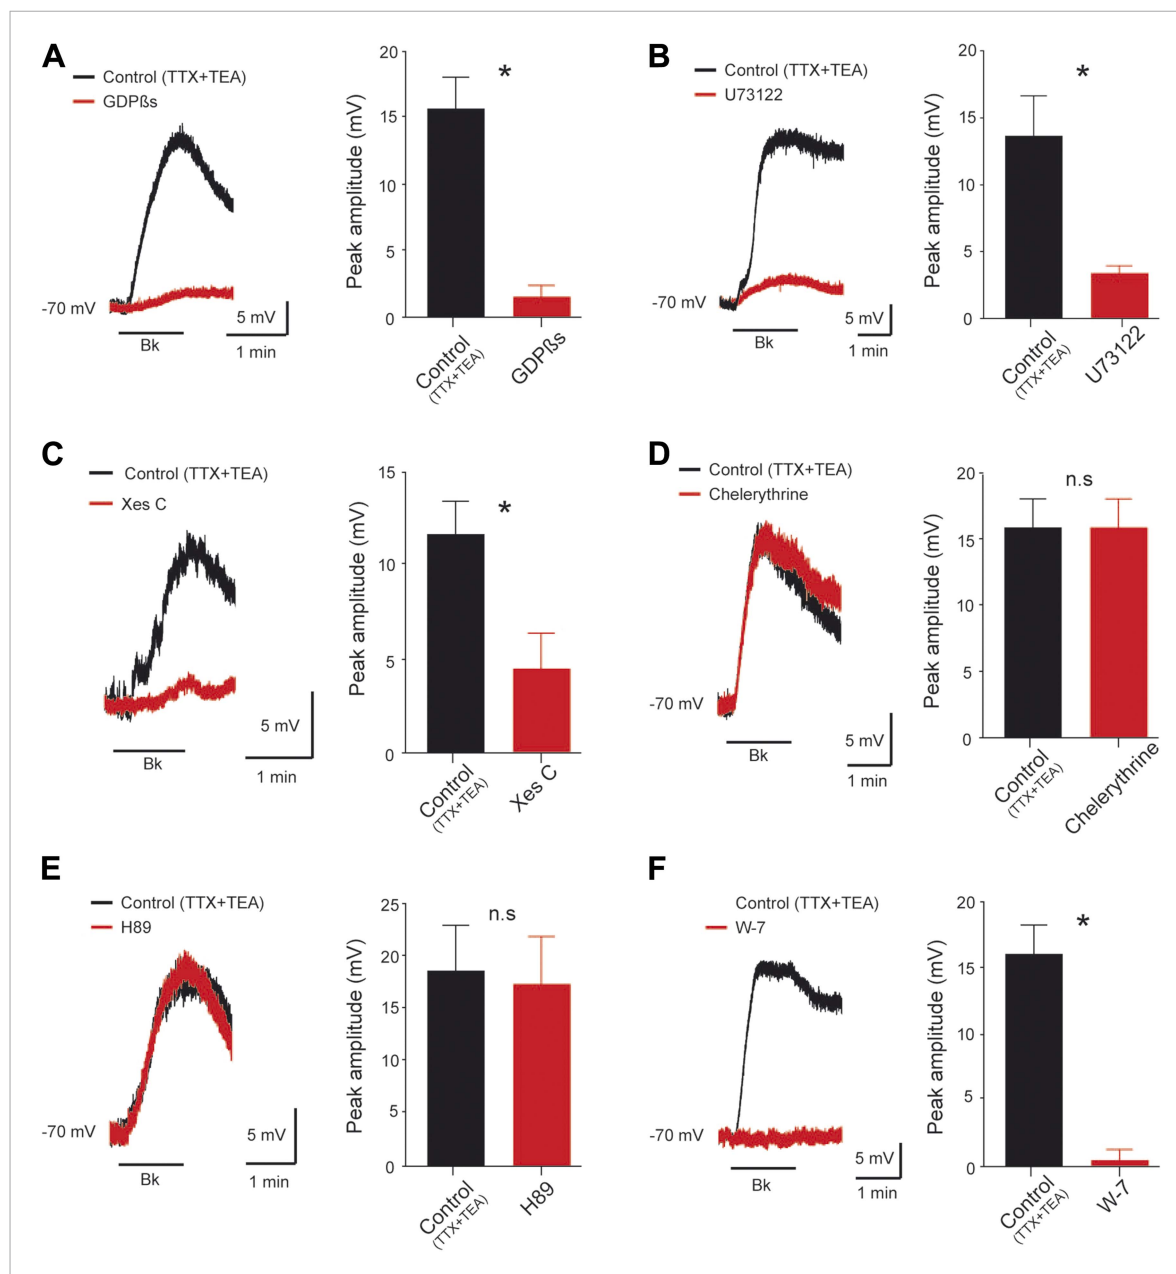 A
Control (TTX+TEA)
GDPßs
-70 mV
Bk
5 mV
1 min
Peak amplitude (mV)
20
15
10
5
0
*
Control
(TTX+TEA)
GDPßs
B
Control (TTX+TEA)
U73122
-70 mV
Bk
5 mV
1 min
Peak amplitude (mV)
20
15
10
5
0
*
Control
(TTX+TEA)
U73122
C
Control (TTX+TEA)
Xes C
Bk
5 mV
1 min
Peak amplitude (mV)
15
10
5
0
*
Control
(TTX+TEA)
Xes C
D
Control (TTX+TEA)
Chelerythrine
-70 mV
Bk
5 mV
1 min
Peak amplitude (mV)
20
15
10
5
0
n.s
Control
(TTX+TEA)
Chelerythrine
E
Control (TTX+TEA)
H89
-70 mV
Bk
5 mV
1 min
Peak amplitude (mV)
25
20
15
10
5
0
n.s
Control
(TTX+TEA)
H89
F
Control (TTX+TEA)
W-7
-70 mV
Bk
5 mV
1 min
Peak amplitude (mV)
20
15
10
5
0
*
Control
(TTX+TEA)
W-7